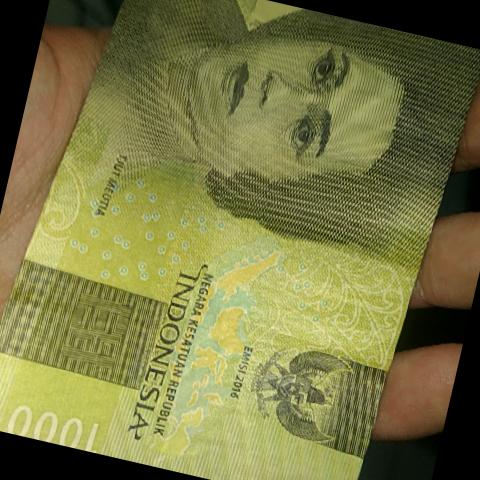 TJUT MEUTIA
NEGARA KESATUAN REPUBLIK
INDONESIA
EMISI 2016
1000